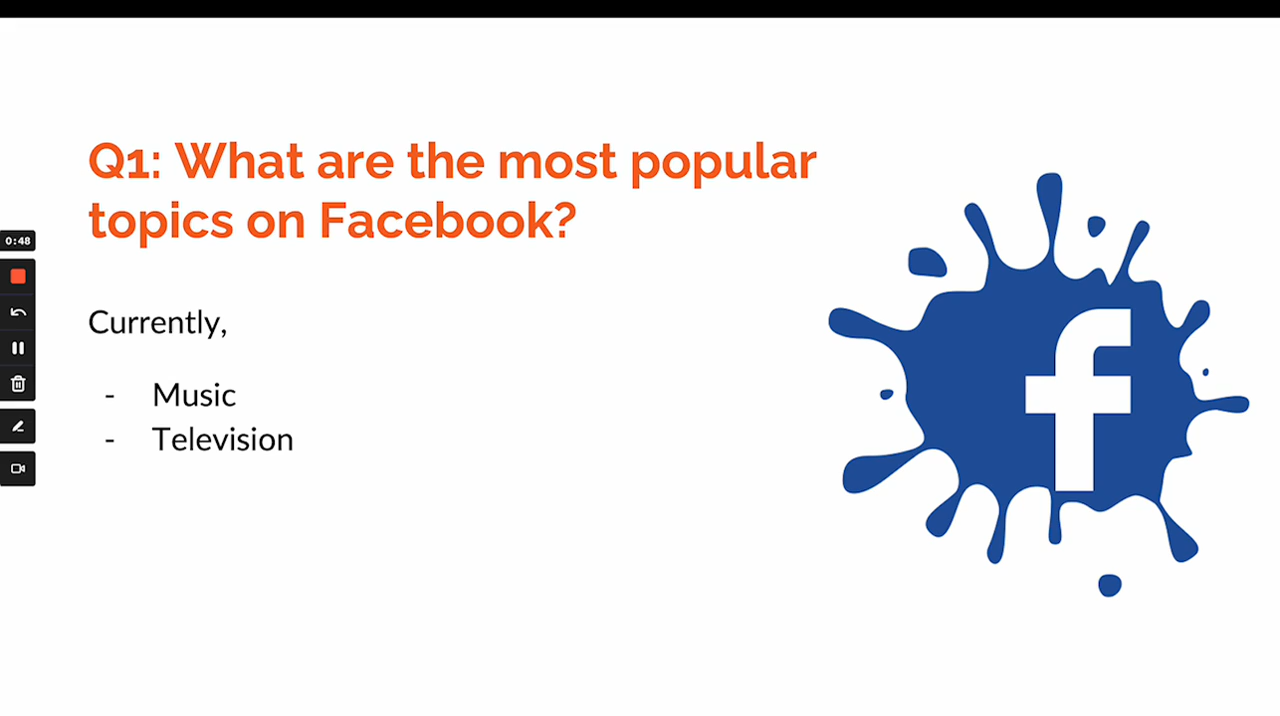 Q1: What are the most popular
topics on Facebook?
0:48
Currently,
- Music
- Television
f